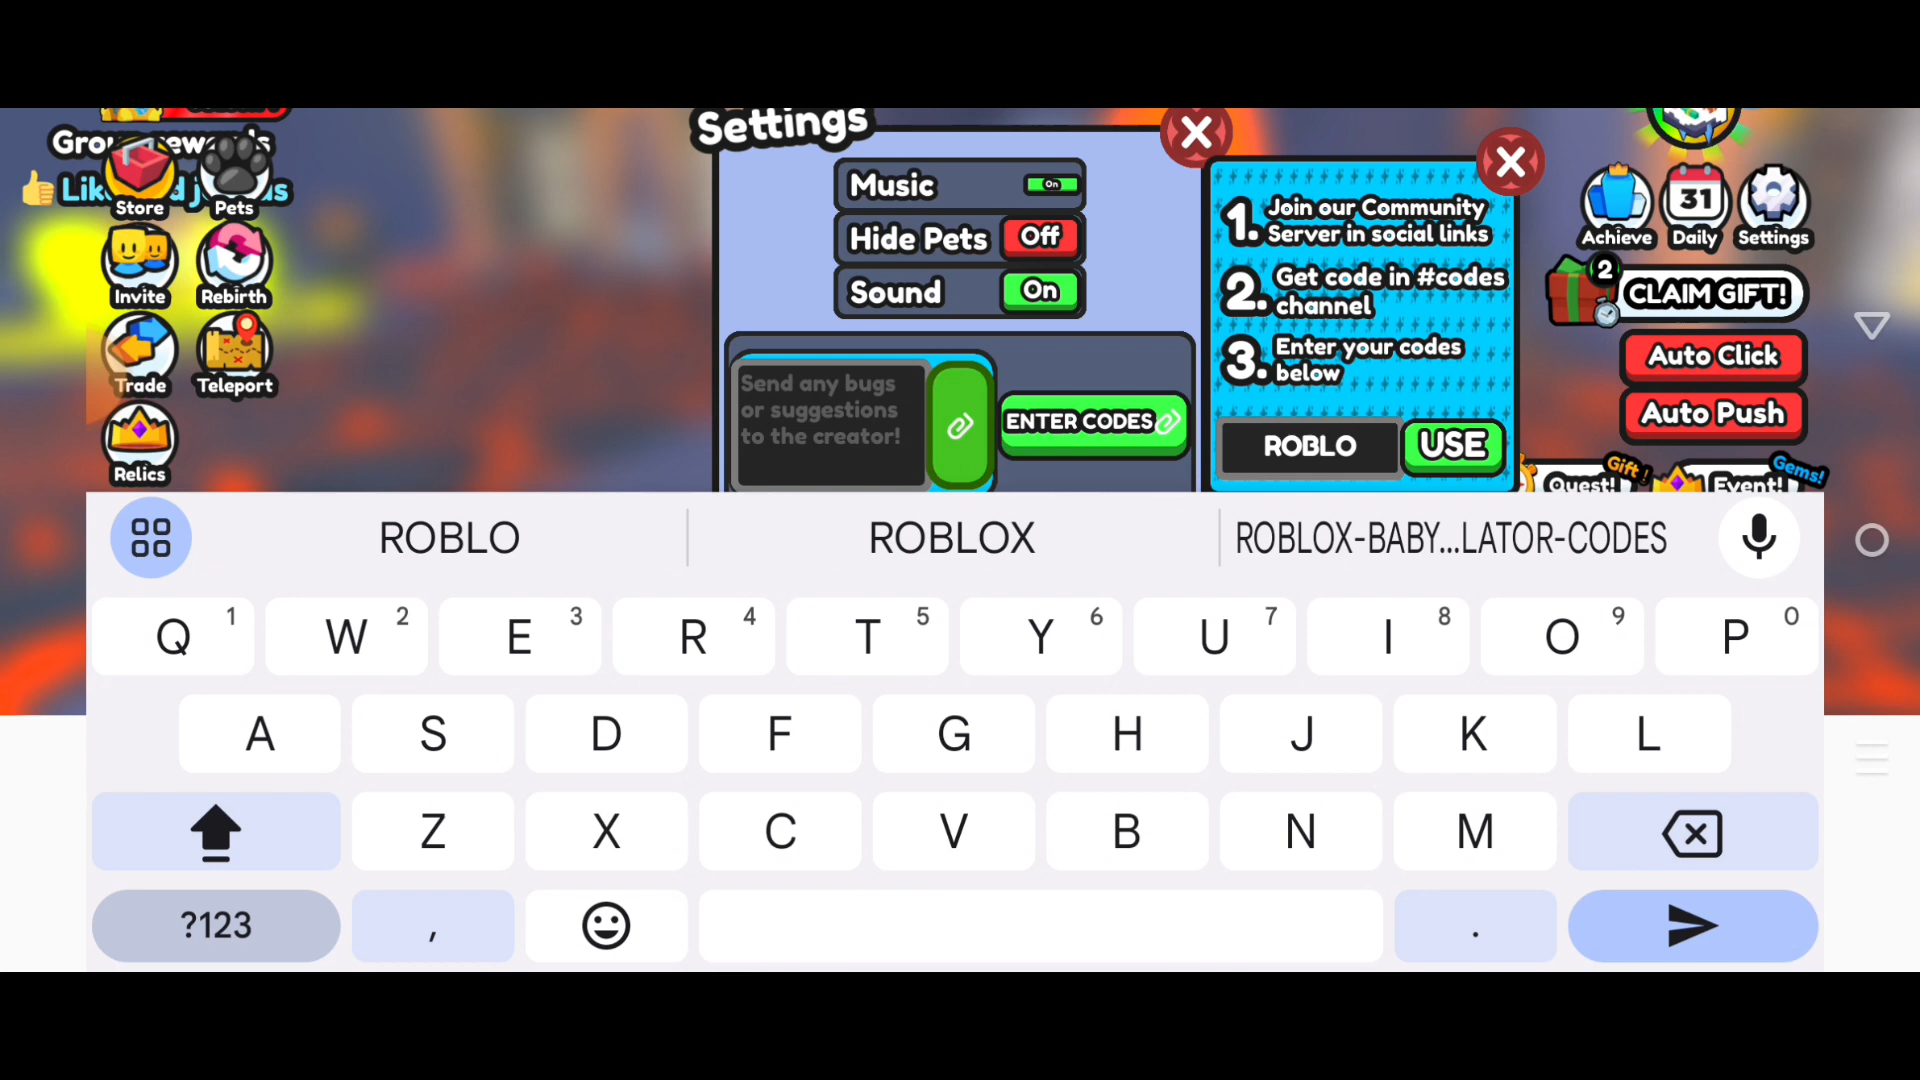 Settings
Store
Pets
Invite
Rebirth
Trade
Teleport
Relics
Music
On
Hide Pets
Off
Sound
On
Send any bugs
or suggestions
to the creator!
ENTER CODES
1. Join our Community
Server in social links
2. Get code in #codes
channel
3. Enter your codes
below
ROBLO
USE
Achieve
31
Daily
Settings
2
CLAIM GIFT!
Auto Click
Auto Push
Gift!
Quest!
Gems!
Event!
ROBLO
ROBLOX
ROBLOX-BABY...LATOR-CODES
Q 1 W 2 E 3 R 4 T 5 Y 6 U 7 I 8 O 9 P 0
A S D F G H J K L
Z X C V B N M
?123 , .